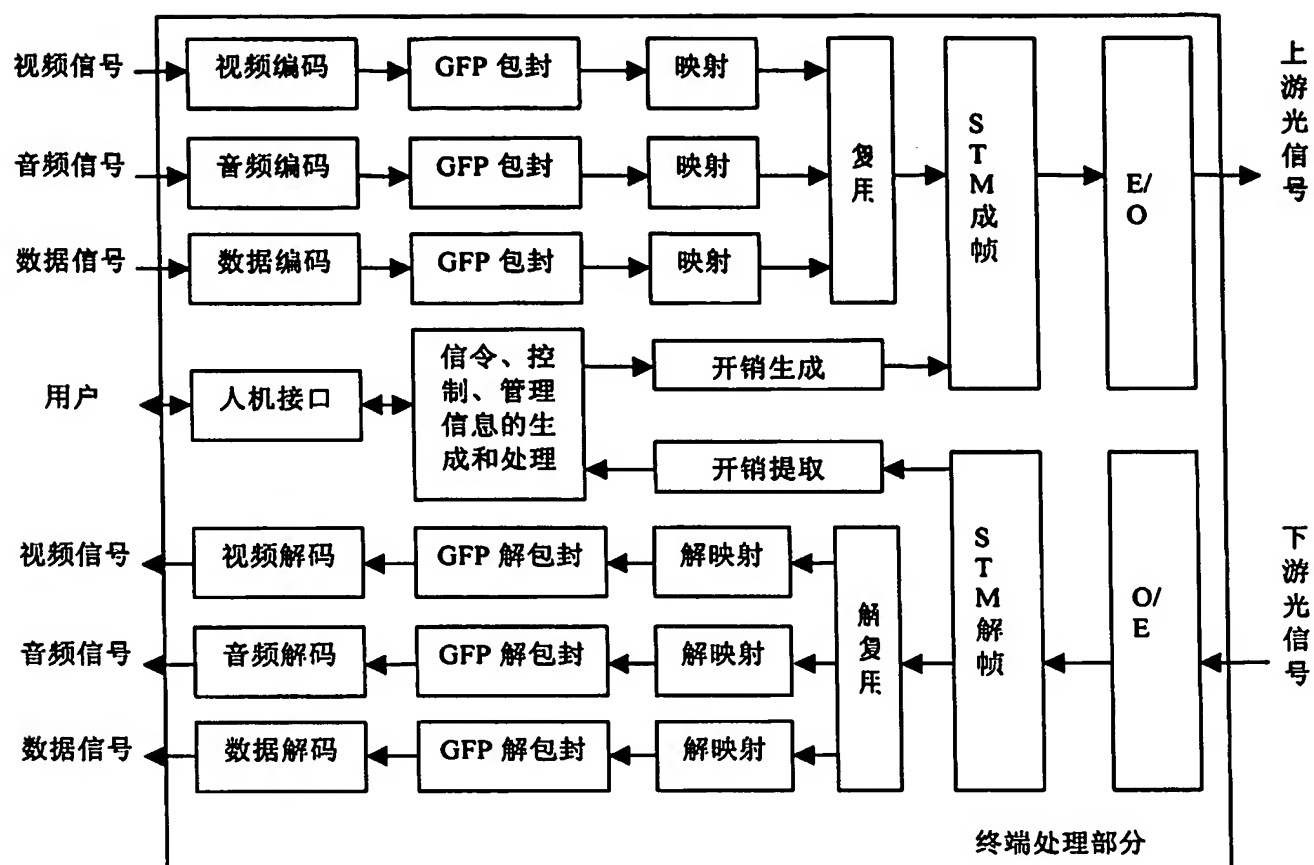 视频信号
视频编码
GFP 包封
映射
音频信号
音频编码
GFP 包封
映射
数据信号
数据编码
GFP 包封
映射
复用
STM成帧
E/
O
上游光信号
用户
人机接口
信令、控
制、管理
信息的生
成和处理
开销生成
开销提取
视频信号
视频解码
GFP 解包封
解映射
音频信号
音频解码
GFP 解包封
解映射
数据信号
数据解码
GFP 解包封
解映射
解复用
STM解帧
O/
E
下游光信号
终端处理部分